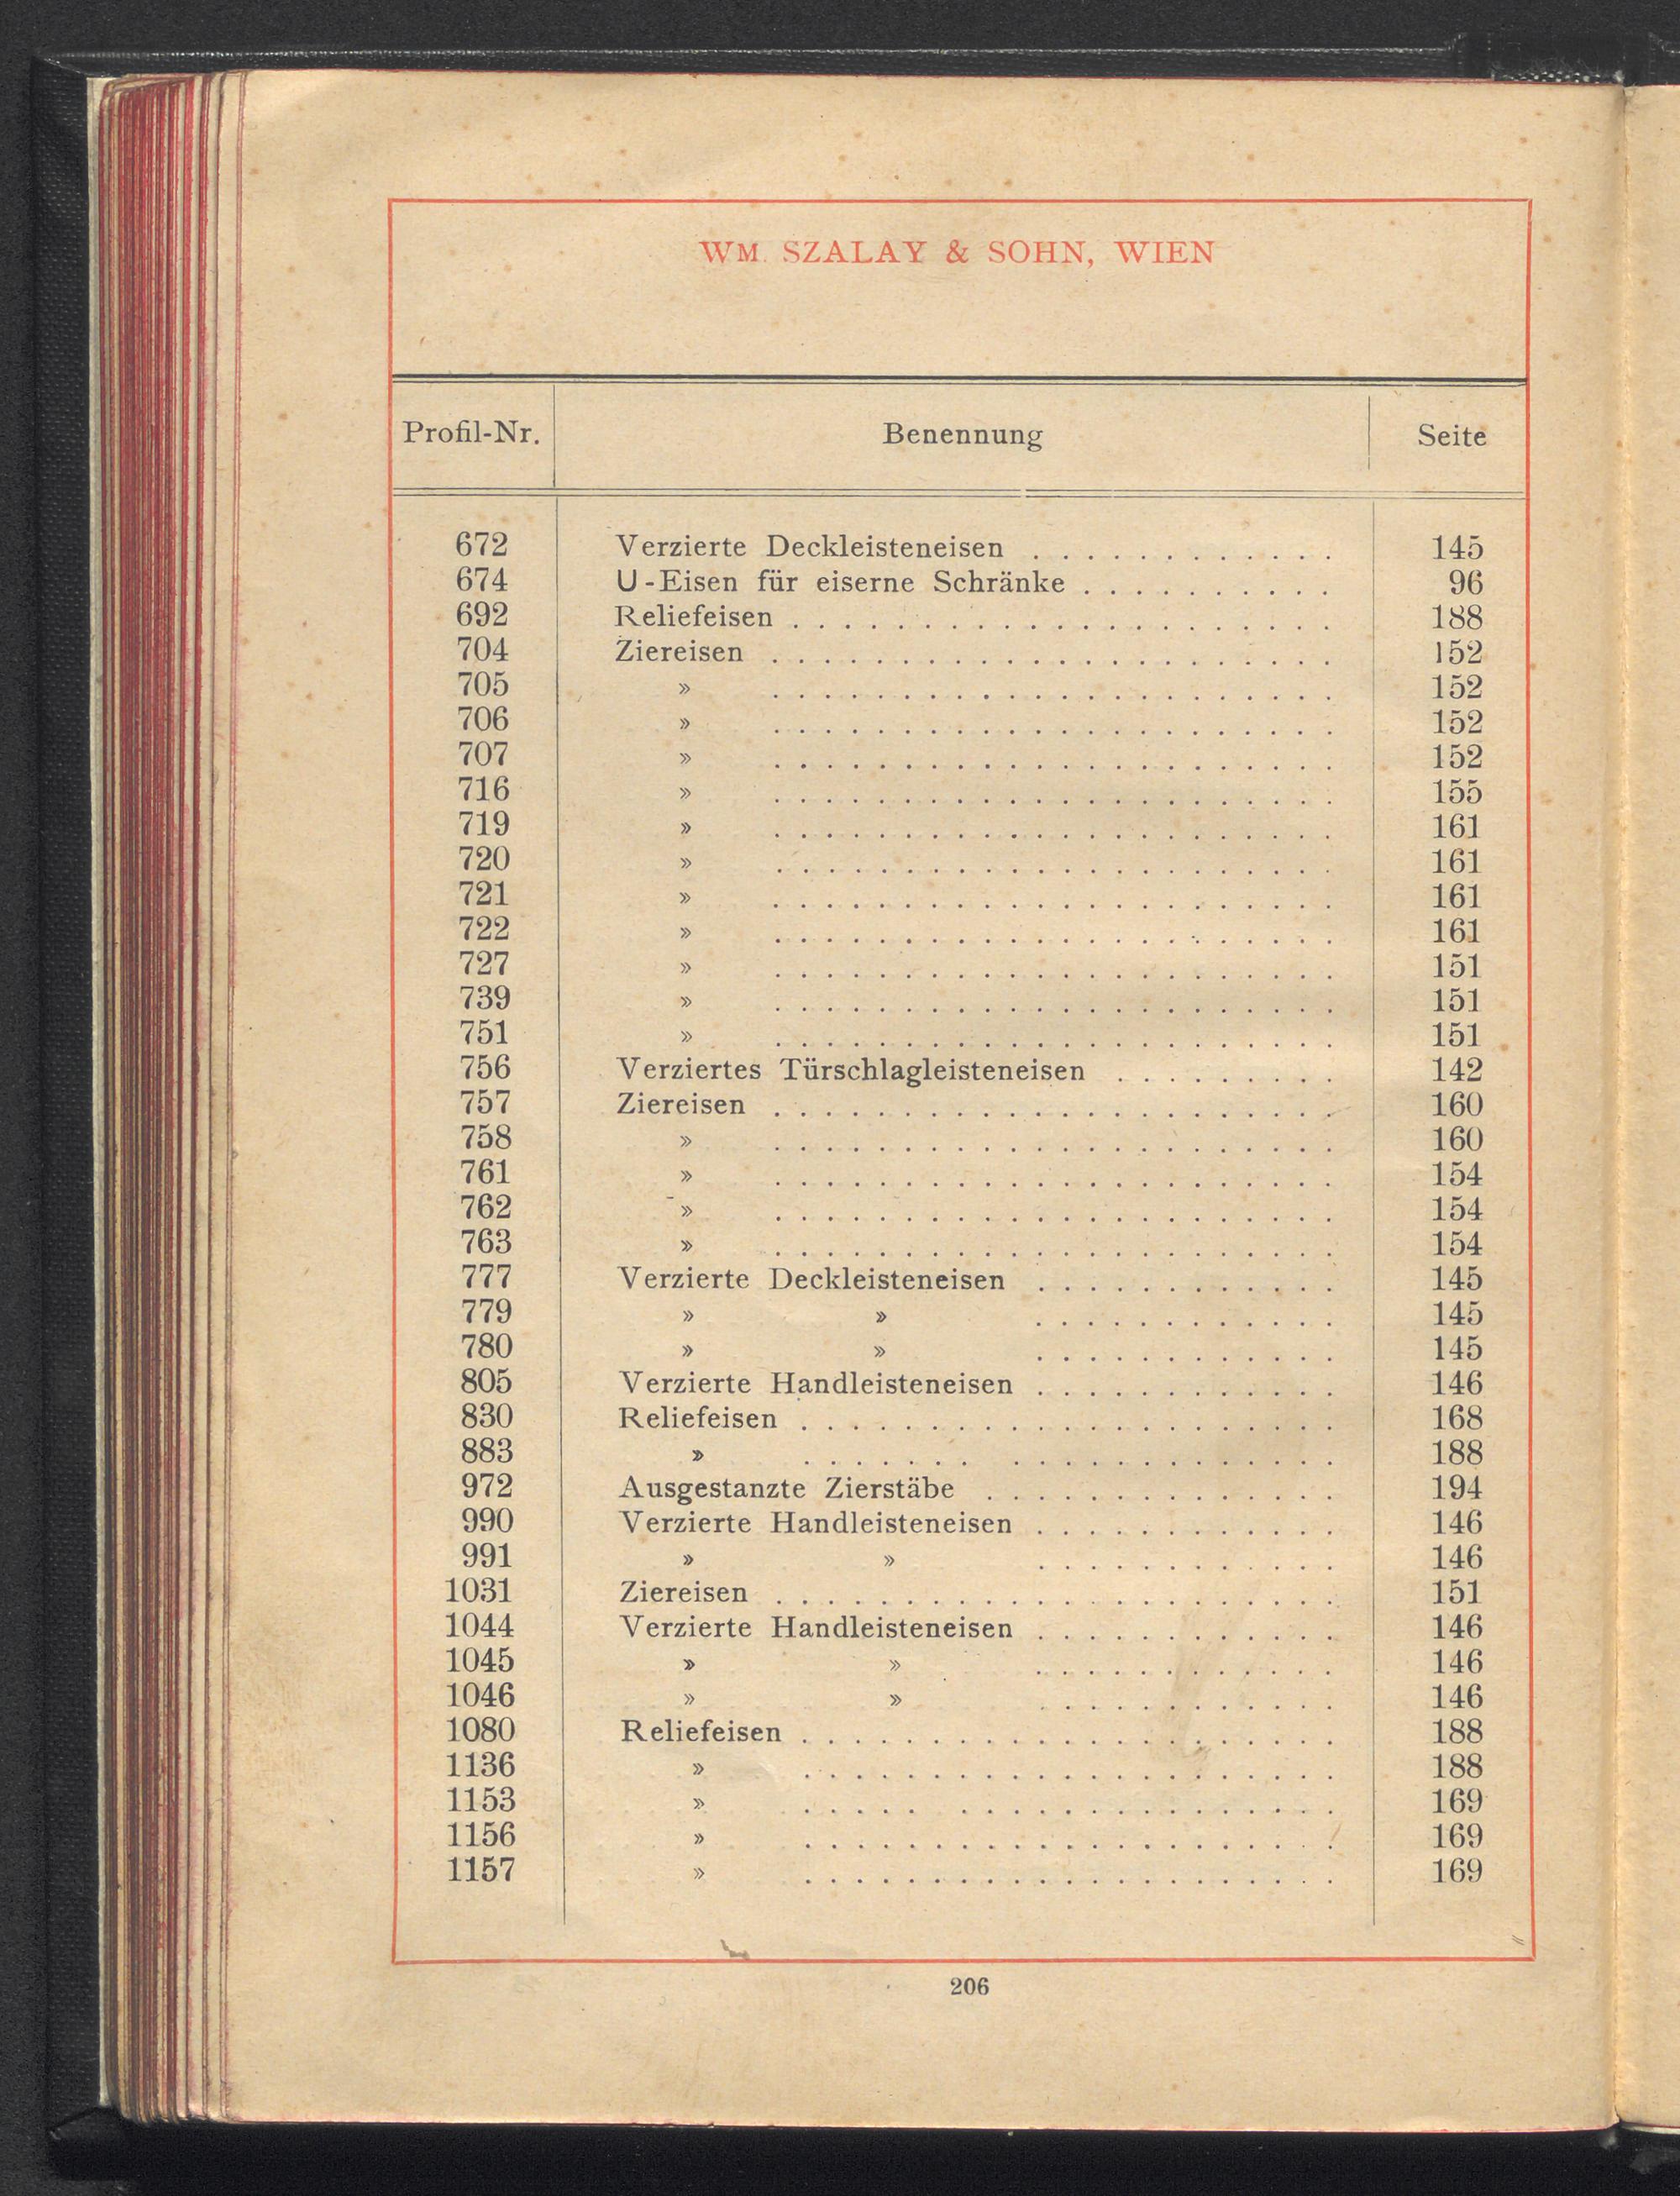 WM. SZALAY & SOHN, WIEN
Profil-Nr. Benennung Seite
672 Verzierte Deckleisteneisen . . . . . . . . . . . . 145
674 U-Eisen für eiserne Schränke . . . . . . . . . . 96
692 Reliefeisen . . . . . . . . . . . . . . . . . . . . . 188
704 Ziereisen . . . . . . . . . . . . . . . . . . . . . . 152
705 » . . . . . . . . . . . . . . . . . . . . . . 152
706 » . . . . . . . . . . . . . . . . . . . . . . 152
707 » . . . . . . . . . . . . . . . . . . . . . . 152
716 » . . . . . . . . . . . . . . . . . . . . . . 155
719 » . . . . . . . . . . . . . . . . . . . . . . 161
720 » . . . . . . . . . . . . . . . . . . . . . . 161
721 » . . . . . . . . . . . . . . . . . . . . . . 161
722 » . . . . . . . . . . . . . . . . . . . . . . 161
727 » . . . . . . . . . . . . . . . . . . . . . . 151
739 » . . . . . . . . . . . . . . . . . . . . . . 151
751 » . . . . . . . . . . . . . . . . . . . . . . 151
756 Verziertes Türschlagleisteneisen . . . . . . . . . 142
757 Ziereisen . . . . . . . . . . . . . . . . . . . . . . 160
758 » . . . . . . . . . . . . . . . . . . . . . . 160
761 » . . . . . . . . . . . . . . . . . . . . . . 154
762 » . . . . . . . . . . . . . . . . . . . . . . 154
763 » . . . . . . . . . . . . . . . . . . . . . . 154
777 Verzierte Deckleisteneisen . . . . . . . . . . . . 145
779 » » . . . . . . . . . . . . 145
780 » » . . . . . . . . . . . . 145
805 Verzierte Handleisteneisen . . . . . . . . . . . . 146
830 Reliefeisen . . . . . . . . . . . . . . . . . . . . . 168
883 » . . . . . . . . . . . . . . . . . . . . 188
972 Ausgestanzte Zierstäbe . . . . . . . . . . . . . . 194
990 Verzierte Handleisteneisen . . . . . . . . . . . . 146
991 » » . . . . . . . . . . . . 146
1031 Ziereisen . . . . . . . . . . . . . . . . . . . . . . 151
1044 Verzierte Handleisteneisen . . . . . . . . . . . . 146
1045 » » . . . . . . . . . . . . 146
1046 » » . . . . . . . . . . . . 146
1080 Reliefeisen . . . . . . . . . . . . . . . . . . . . . 188
1136 » . . . . . . . . . . . . . . . . . . . . . 188
1153 » . . . . . . . . . . . . . . . . . . . . 169
1156 » . . . . . . . . . . . . . . . . . . . . . 169
1157 » . . . . . . . . . . . . . . . . . . . . . 169
206